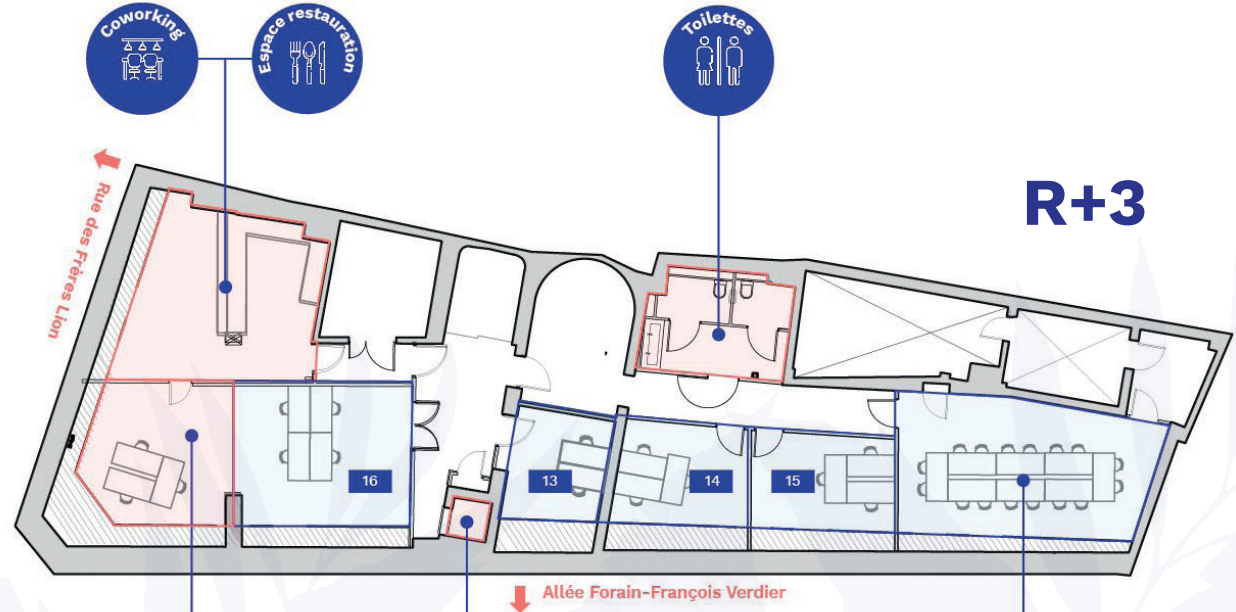 Coworking
Espace restauration
Toilettes
R+3
Rue des Frères Lion
16
13
14
15
Allée Forain-François Verdier